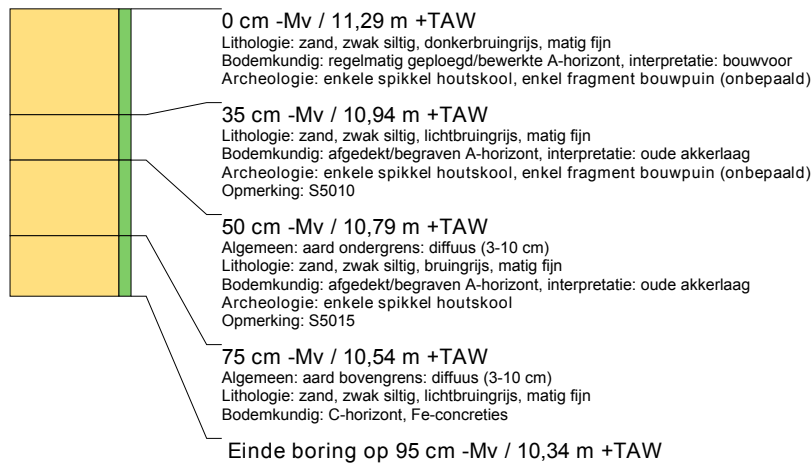 0 cm -Mv / 11,29 m +TAW
Lithologie: zand, zwak siltig, donkerbruingrijs, matig fijn
Bodemkundig: regelmatig geploegd/bewerkte A-horizont, interpretatie: bouwvoor
Archeologie: enkele spikkel houtskool, enkel fragment bouwpuin (onbepaald)
35 cm -Mv / 10,94 m +TAW
Lithologie: zand, zwak siltig, lichtbruingrijs, matig fijn
Bodemkundig: afgedekt/begraven A-horizont, interpretatie: oude akkerlaag
Archeologie: enkele spikkel houtskool, enkel fragment bouwpuin (onbepaald)
Opmerking: S5010
50 cm -Mv / 10,79 m +TAW
Algemeen: aard ondergrens: diffuus (3-10 cm)
Lithologie: zand, zwak siltig, bruingrijs, matig fijn
Bodemkundig: afgedekt/begraven A-horizont, interpretatie: oude akkerlaag
Archeologie: enkele spikkel houtskool
Opmerking: S5015
75 cm -Mv / 10,54 m +TAW
Algemeen: aard bovengrens: diffuus (3-10 cm)
Lithologie: zand, zwak siltig, lichtbruingrijs, matig fijn
Bodemkundig: C-horizont, Fe-concreties
Einde boring op 95 cm -Mv / 10,34 m +TAW